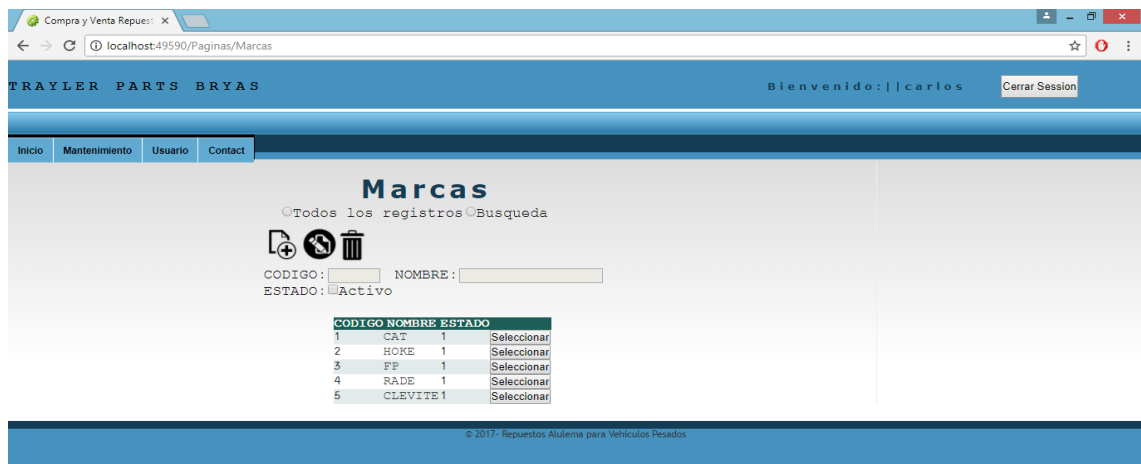 Compra y Venta Repuest
localhost:49590/Paginas/Marcas
TRAYLER PARTS BRYAS
Bienvenido:||carlos
Cerrar Session
Inicio Mantenimiento Usuario Contact
Marcas
Todos los registros Busqueda
CODIGO: NOMBRE:
ESTADO: Activo
CODIGO NOMBRE ESTADO
1 CAT 1 Seleccionar
2 HOKE 1 Seleccionar
3 FP 1 Seleccionar
4 RADE 1 Seleccionar
5 CLEVITE 1 Seleccionar
© 2017- Repuestos Alulema para Vehiculos Pesados